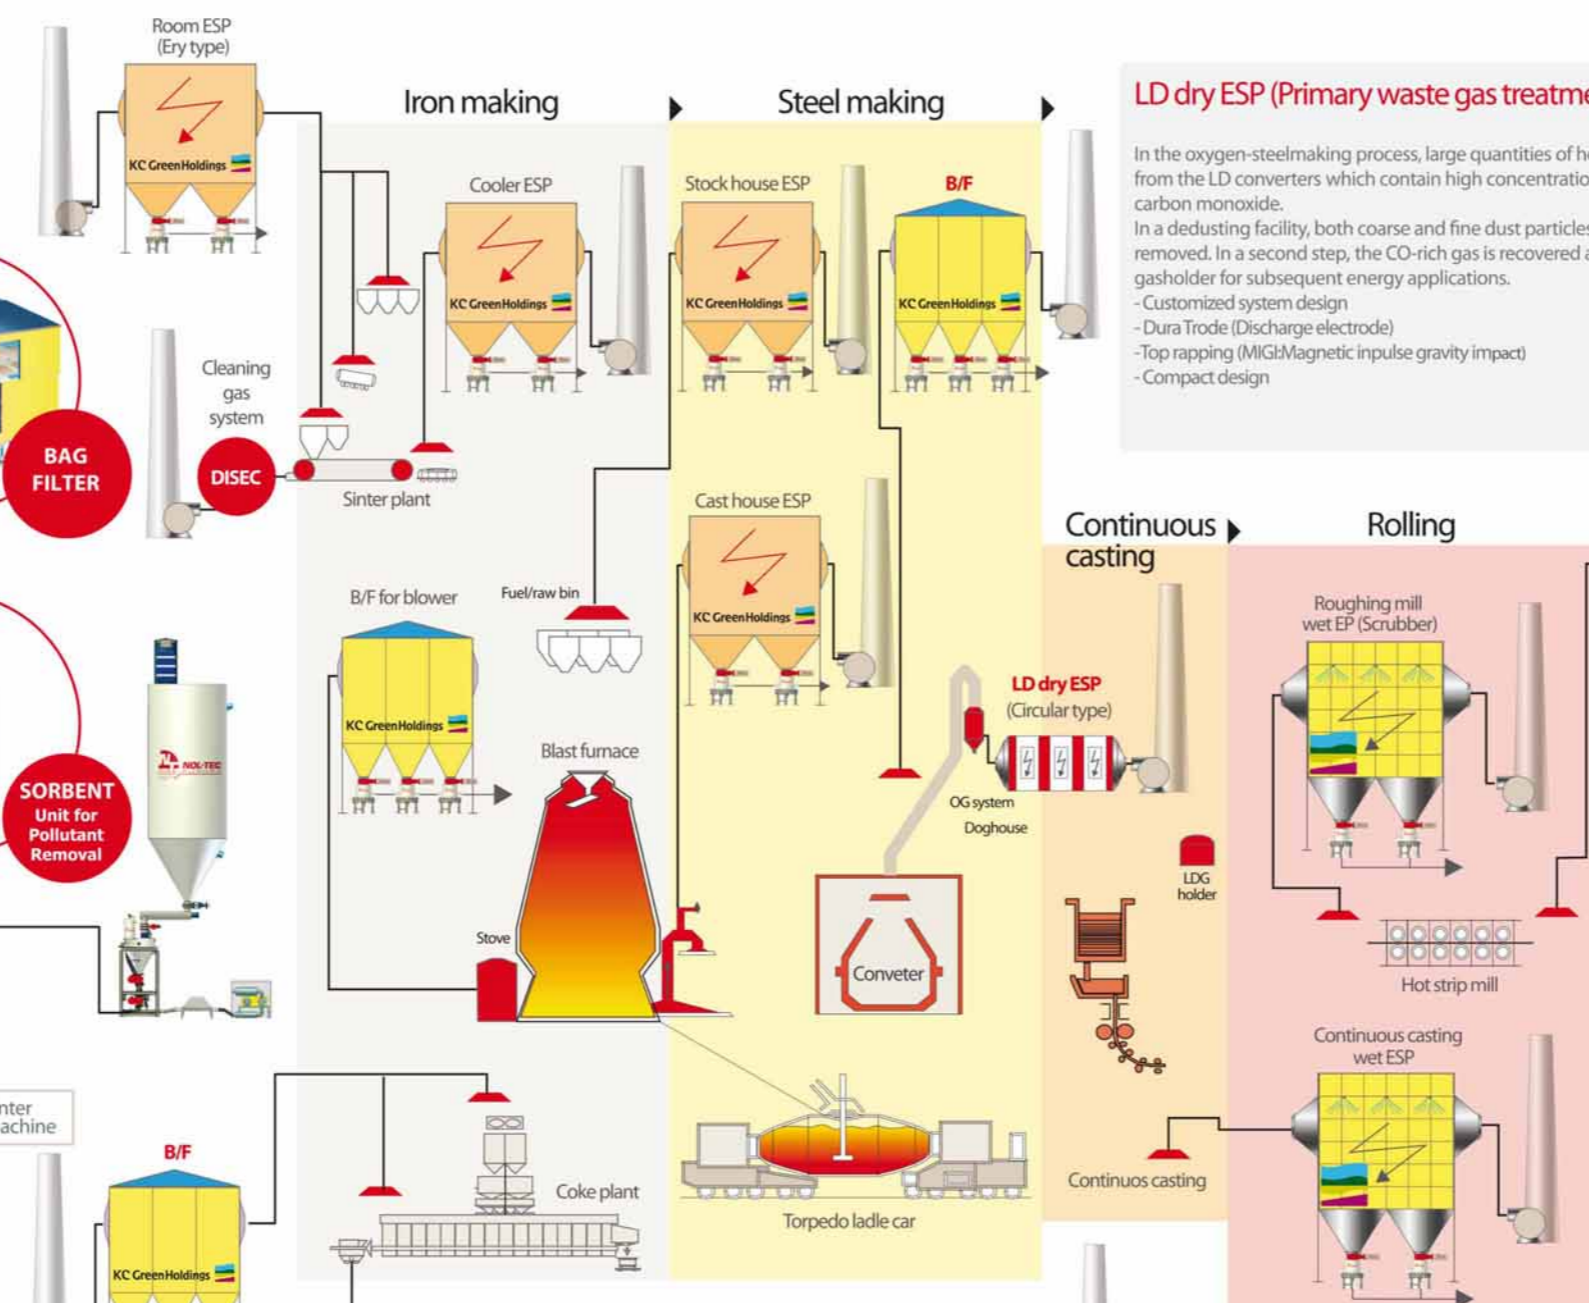 Room ESP
(Ery type)
KC GreenHoldings
Iron making
Steel making
LD dry ESP (Primary waste gas treatme
In the oxygen-steelmaking process, large quantities of h
from the LD converters which contain high concentratio
carbon monoxide.
In a dedusting facility, both coarse and fine dust particles
removed. In a second step, the CO-rich gas is recovered a
gasholder for subsequent energy applications.
- Customized system design
- Dura Trode (Discharge electrode)
-Top rapping (MIGI:Magnetic inpulse gravity impact)
- Compact design
Cooler ESP
KC GreenHoldings
Stock house ESP
KC GreenHoldings
B/F
KC GreenHoldings
Cleaning
gas
system
DISEC
BAG
FILTER
Sinter plant
Cast house ESP
KC GreenHoldings
Continuous
casting
Rolling
B/F for blower
KC GreenHoldings
Fuel/raw bin
Roughing mill
wet EP (Scrubber)
LD dry ESP
(Circular type)
Blast furnace
OG system
Doghouse
NOL-TEC
SORBENT
Unit for
Pollutant
Removal
LDG
holder
Stove
Conveter
Hot strip mill
Continuous casting
wet ESP
nter
achine
B/F
KC GreenHoldings
Coke plant
Torpedo ladle car
Continuos casting